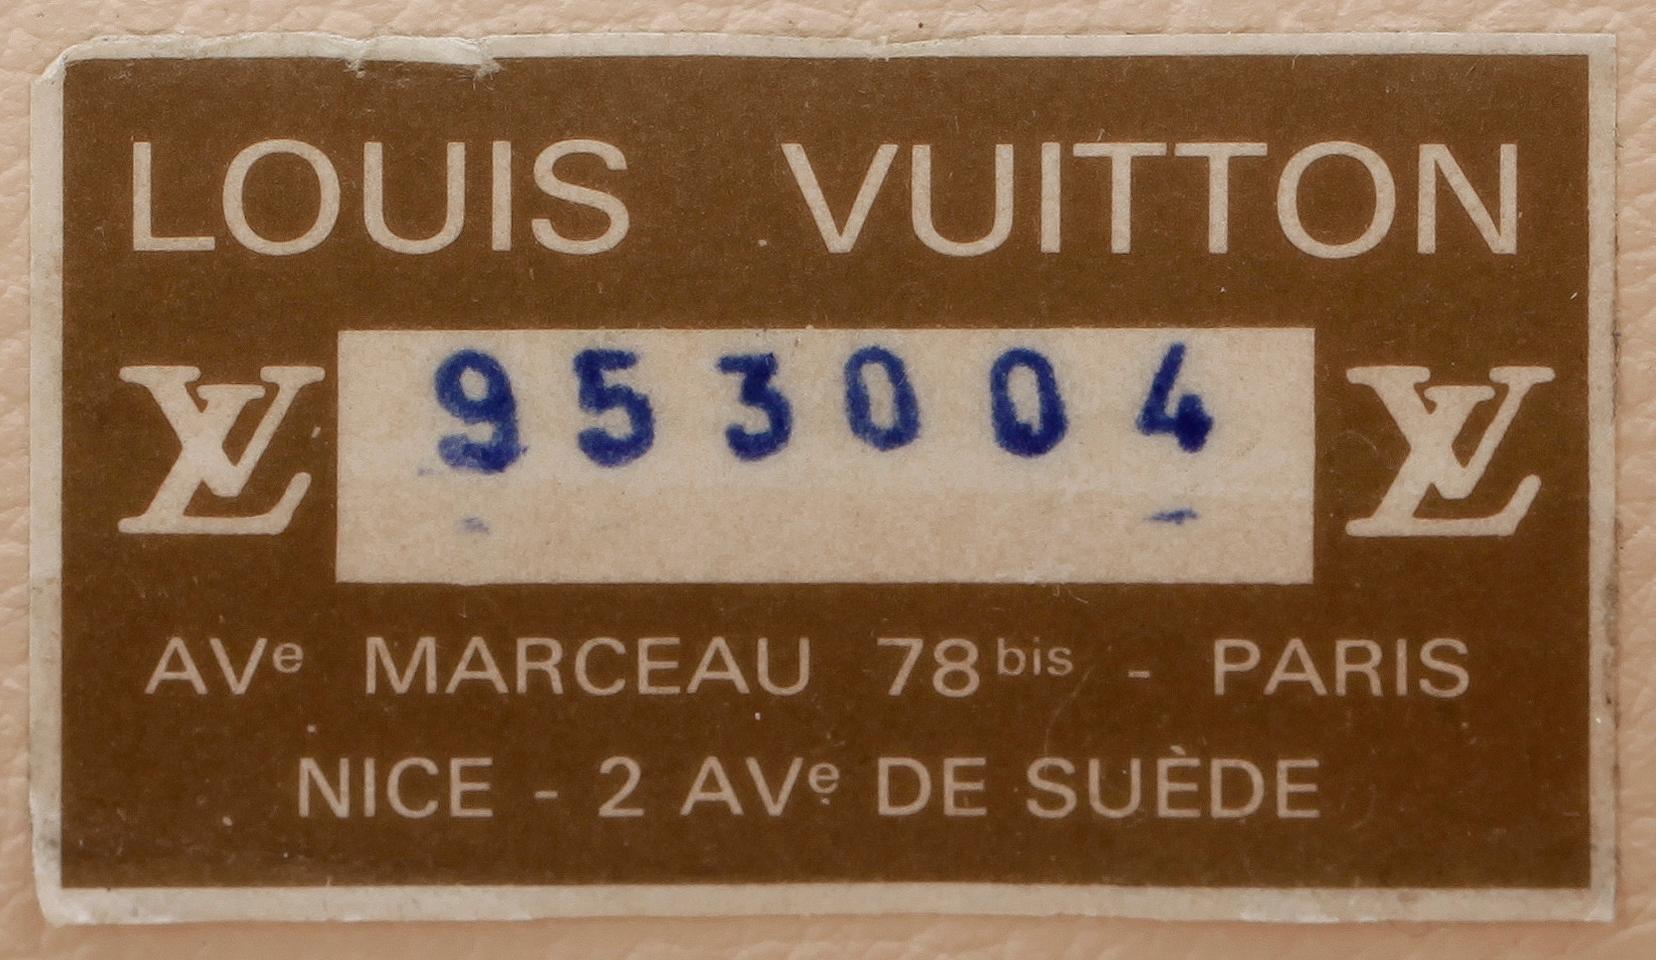 LOUIS VUITTON
LV 953004 LV
AVe MARCEAU 78bis - PARIS
NICE - 2 AVe DE SUÈDE